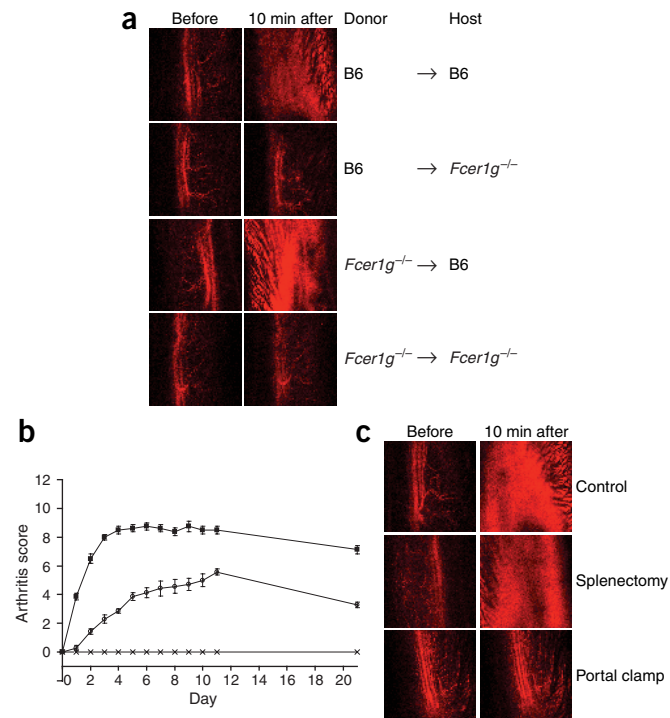 a
Before 10 min after Donor Host
B6 → B6
B6 → Fcer1g–/–
Fcer1g–/– → B6
Fcer1g–/– → Fcer1g–/–
b
Arthritis score
12
10
8
6
4
2
0
0 2 4 6 8 10 12 14 16 18 20
Day
c
Before 10 min after
Control
Splenectomy
Portal clamp